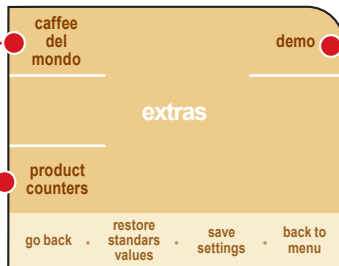 caffee
del
mondo
demo
extras
product
counters
go back
restore
standars
values
save
settings
back to
menu